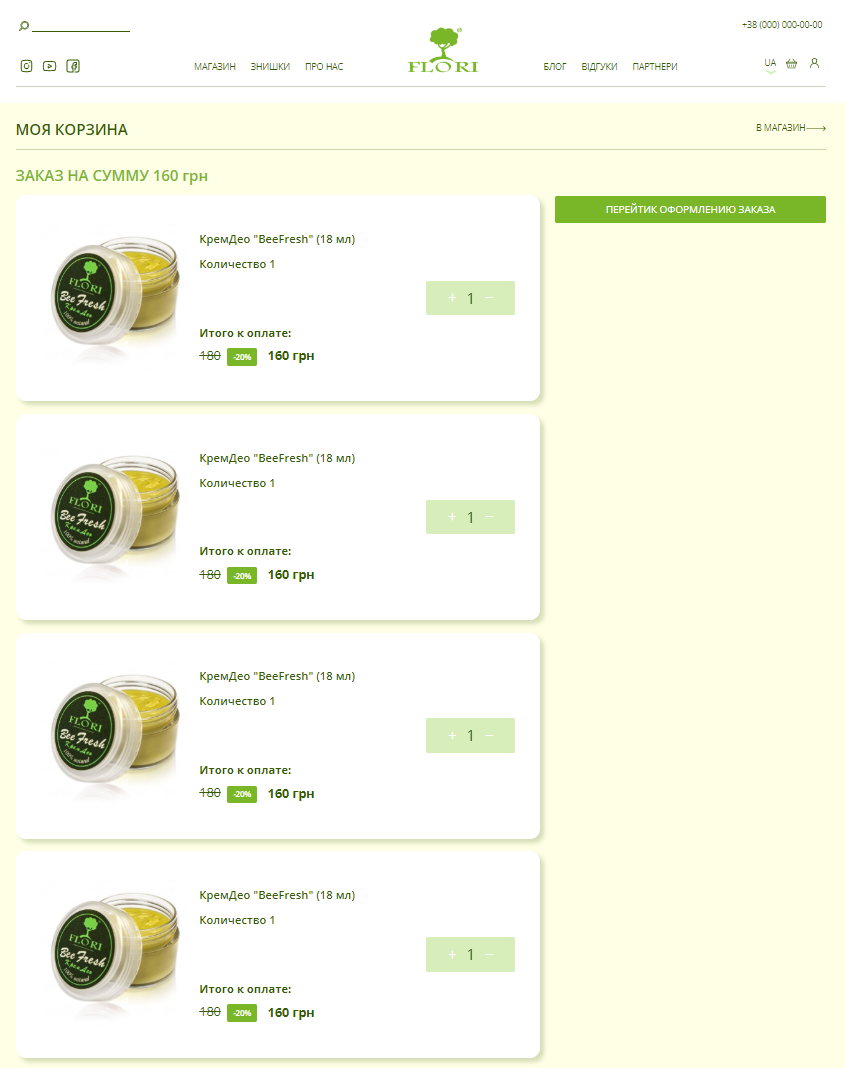 +38 (000) 000-00-00
МАГАЗИН ЗНИШКИ ПРО НАС FLORI БЛОГ ВІДГУКИ ПАРТНЕРИ UA
МОЯ КОРЗИНА
В МАГАЗИН
ЗАКАЗ НА СУММУ 160 грн
ПЕРЕЙТИК ОФОРМЛЕНИЮ ЗАКАЗА
КремДео "BeeFresh" (18 мл)
Количество 1
FLORI
Bee Fresh
КремДео
100% natural
+ 1 −
Итого к оплате:
180 -20% 160 грн
КремДео "BeeFresh" (18 мл)
Количество 1
FLORI
Bee Fresh
КремДео
100% natural
+ 1 −
Итого к оплате:
180 -20% 160 грн
КремДео "BeeFresh" (18 мл)
Количество 1
FLORI
Bee Fresh
КремДео
100% natural
+ 1 −
Итого к оплате:
180 -20% 160 грн
КремДео "BeeFresh" (18 мл)
Количество 1
FLORI
Bee Fresh
КремДео
100% natural
+ 1 −
Итого к оплате:
180 -20% 160 грн